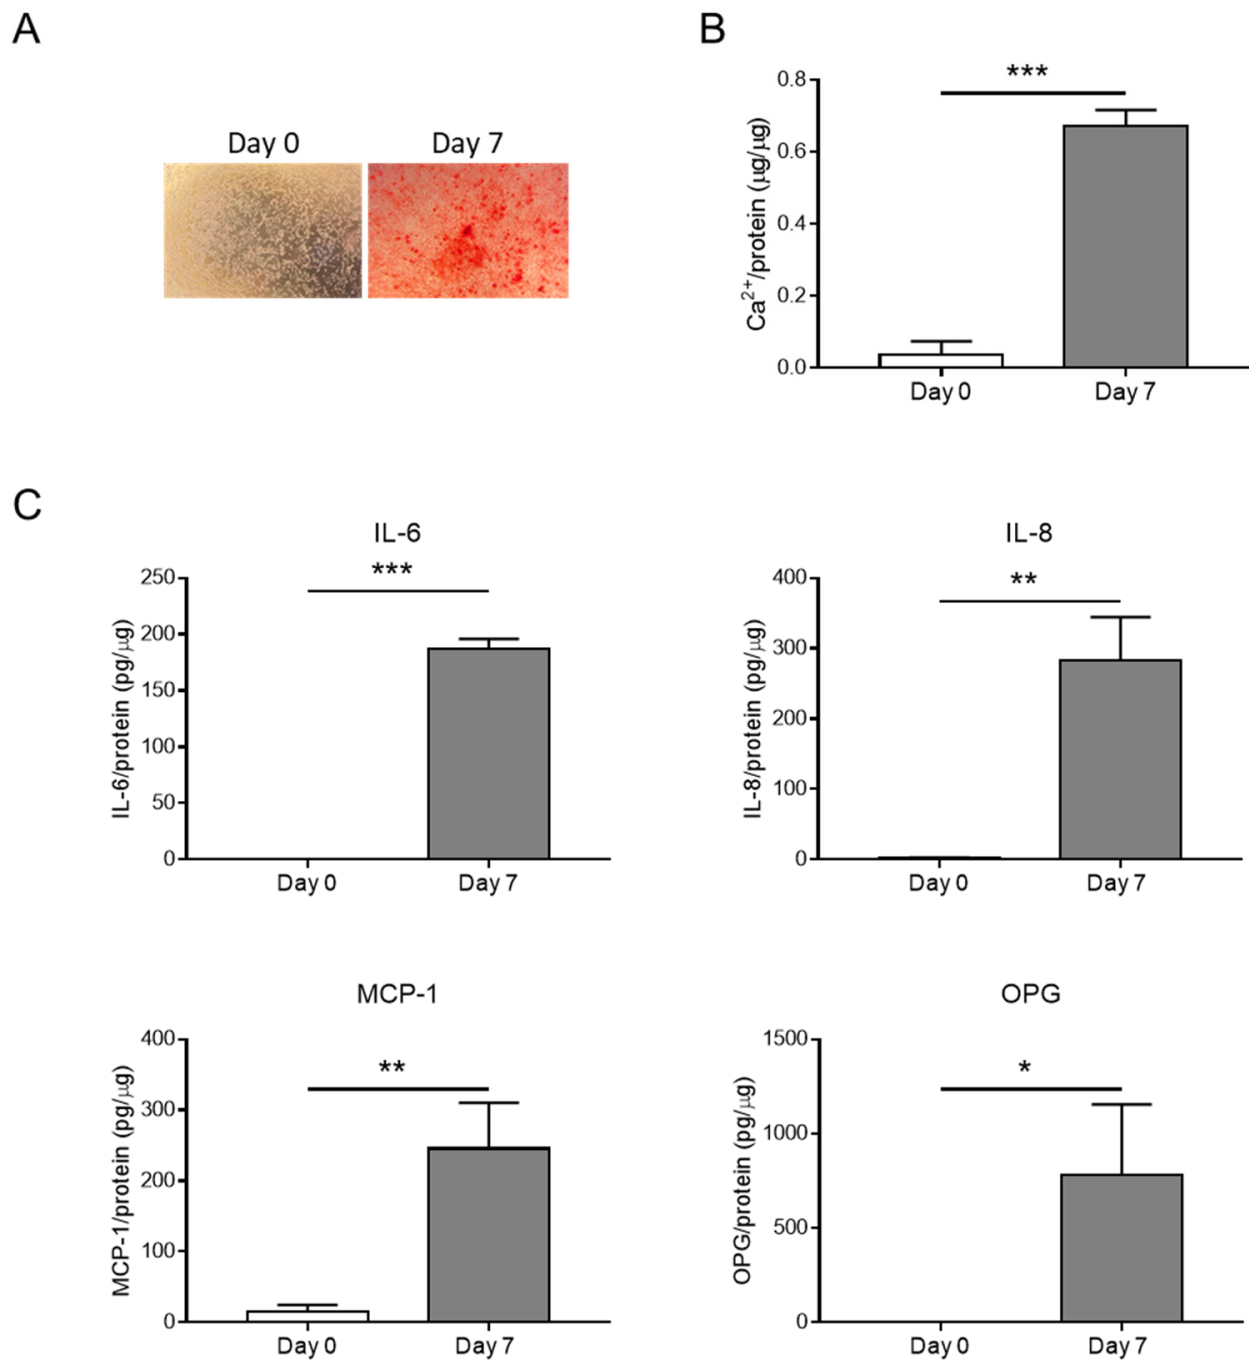 A
Day 0
Day 7
B
***
Ca2+/protein (μg/μg)
0.8
0.6
0.4
0.2
0.0
Day 0
Day 7
C
IL-6
***
IL-6/protein (pg/μg)
250
200
150
100
50
0
Day 0
Day 7
IL-8
**
IL-8/protein (pg/μg)
400
300
200
100
0
Day 0
Day 7
MCP-1
**
MCP-1/protein (pg/μg)
400
300
200
100
0
Day 0
Day 7
OPG
*
OPG/protein (pg/μg)
1500
1000
500
0
Day 0
Day 7